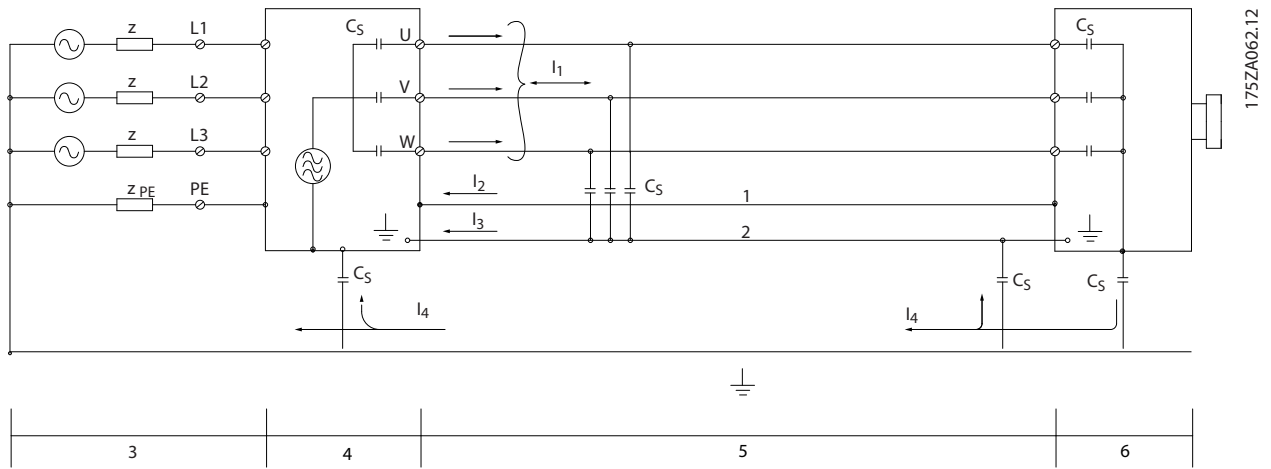 z L1 C_S U C_S
I_1
z L2 V
z L3 W
z_PE PE I_2 C_S 1
I_3 2
C_S C_S C_S
I_4 I_4
3 4 5 6
175ZA062.12